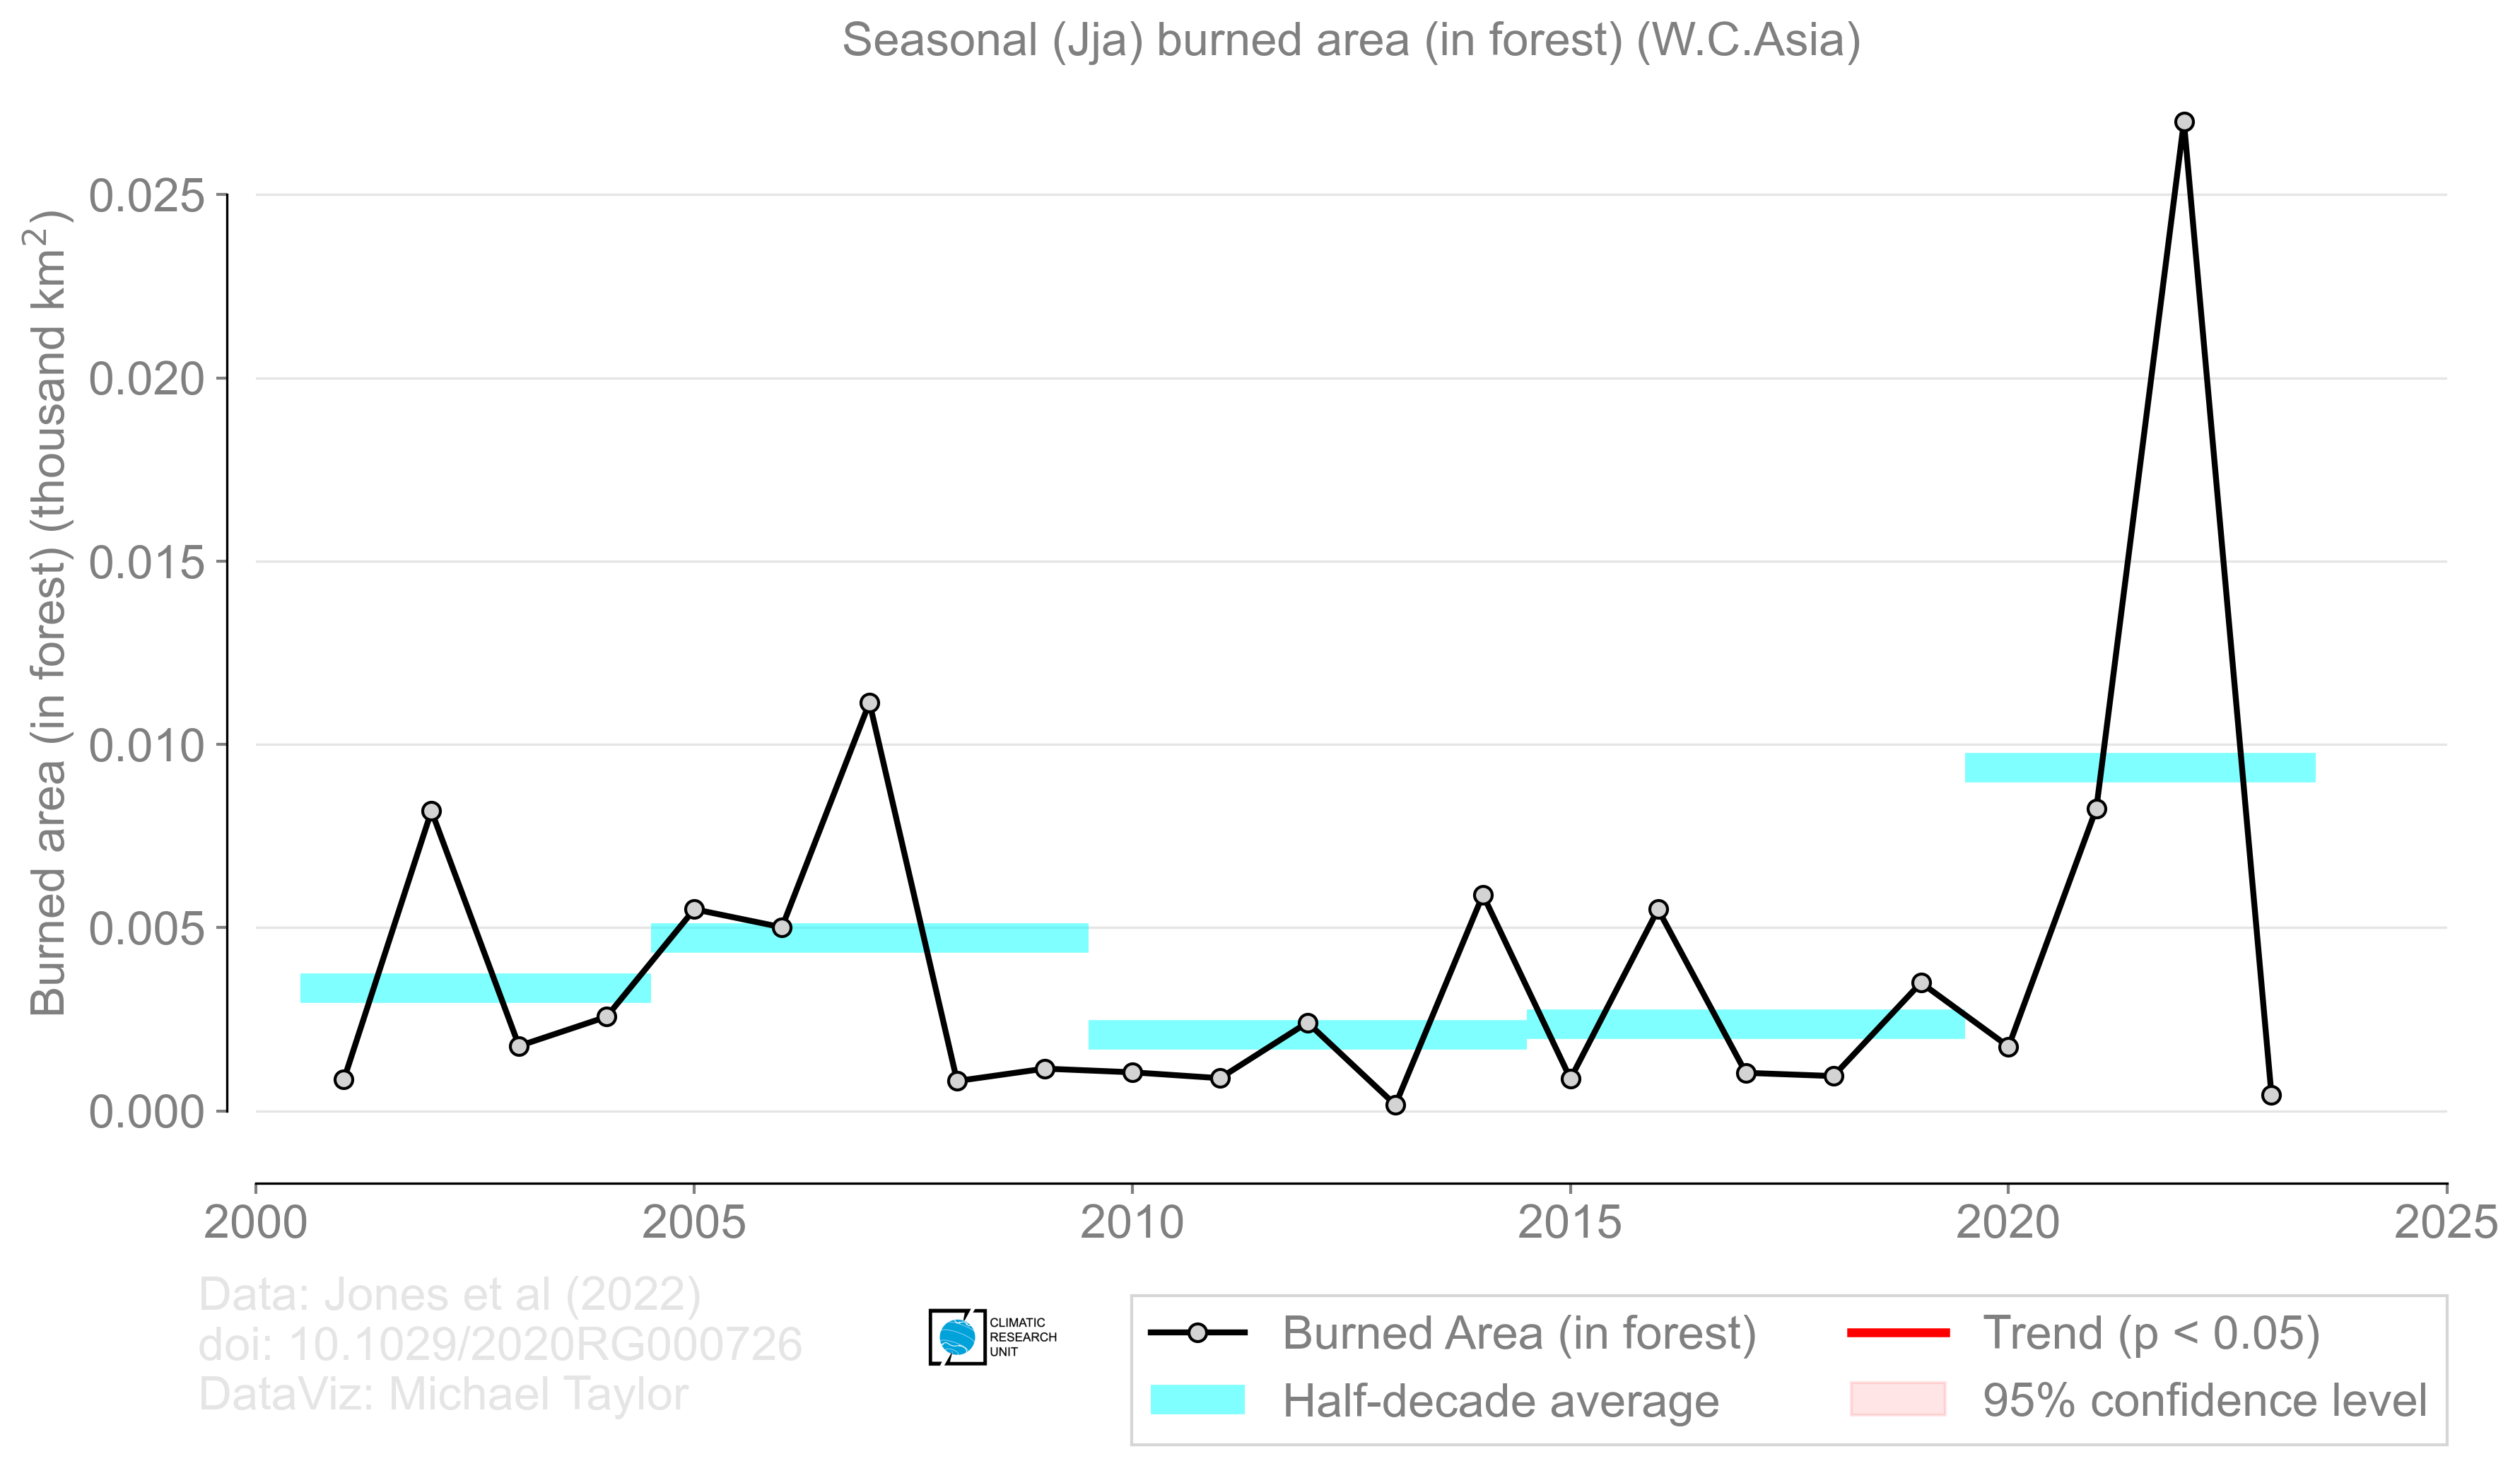 Seasonal (Jja) burned area (in forest) (W.C.Asia)
Burned area (in forest) (thousand km²)
0.025
0.020
0.015
0.010
0.005
0.000
2000
2005
2010
2015
2020
2025
Data: Jones et al (2022)
doi: 10.1029/2020RG000726
DataViz: Michael Taylor
CLIMATIC
RESEARCH
UNIT
Burned Area (in forest)
Half-decade average
Trend (p < 0.05)
95% confidence level